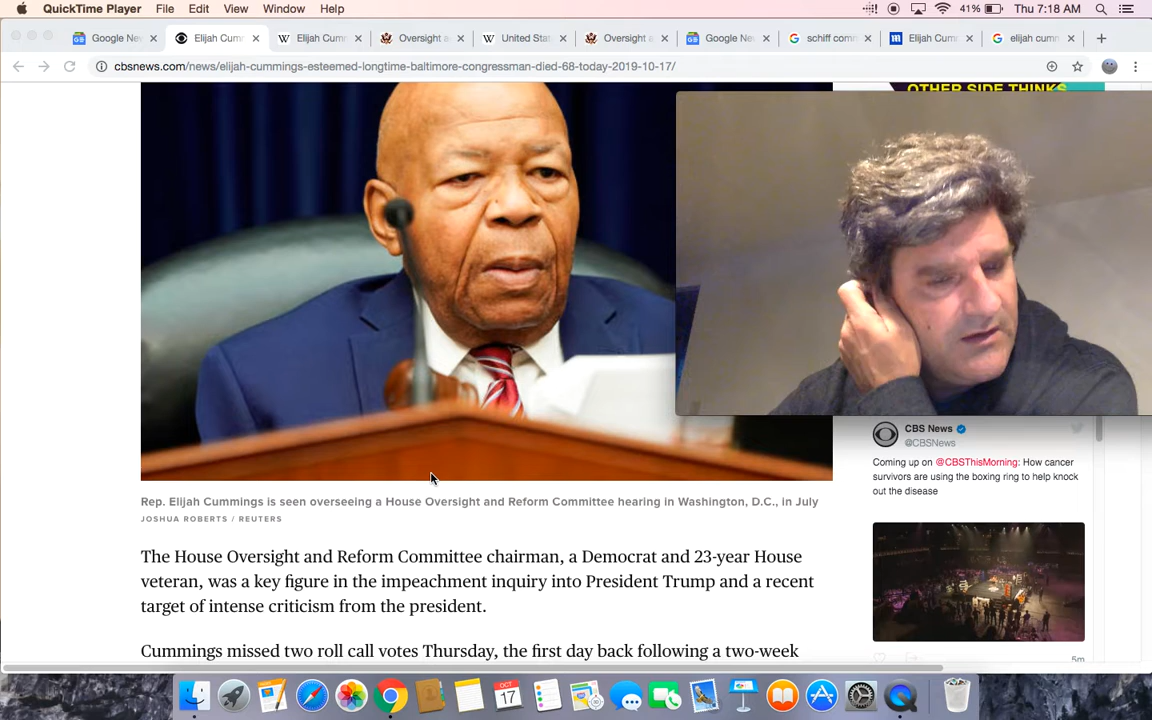 QuickTime Player File Edit View Window Help 41% Thu 7:18 AM
Google Ne Elijah Cum Elijah Cum Oversight a United Stat Oversight a Google Ne schiff com Elijah Cum elijah cum
cbsnews.com/news/elijah-cummings-esteemed-longtime-baltimore-congressman-died-68-today-2019-10-17/
OTHER SIDE THINKS
CBS News
@CBSNews
Coming up on @CBSThisMorning: How cancer
survivors are using the boxing ring to help knock
out the disease
Rep. Elijah Cummings is seen overseeing a House Oversight and Reform Committee hearing in Washington, D.C., in July
JOSHUA ROBERTS / REUTERS
The House Oversight and Reform Committee chairman, a Democrat and 23-year House
veteran, was a key figure in the impeachment inquiry into President Trump and a recent
target of intense criticism from the president.
Cummings missed two roll call votes Thursday, the first day back following a two-week
5m
OCT
17